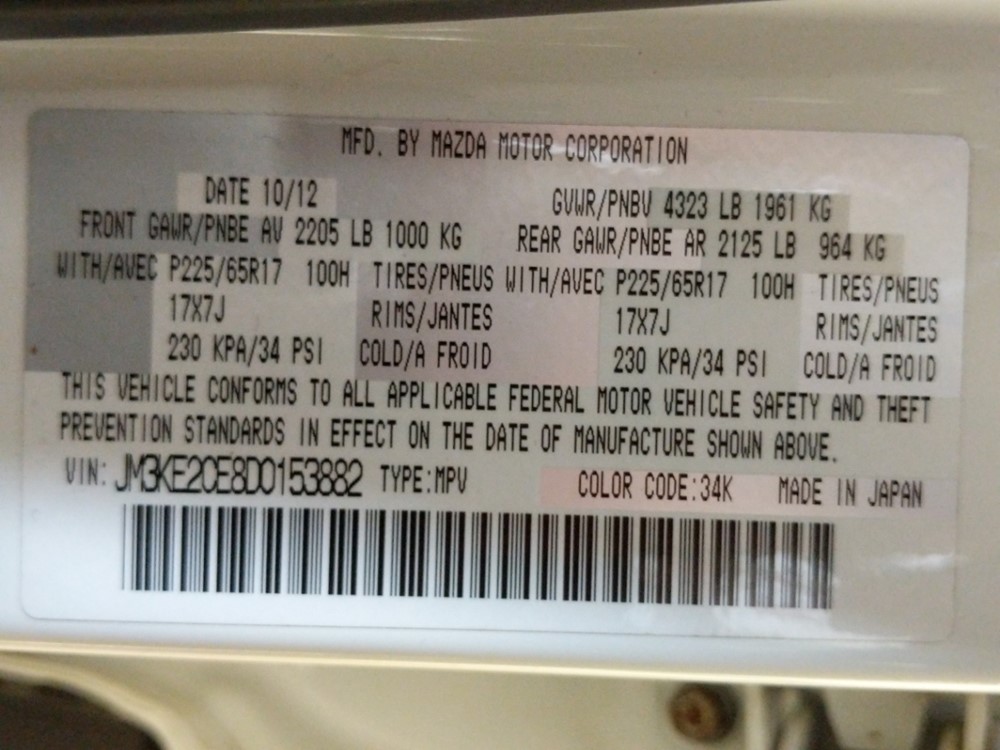 MFD. BY MAZDA MOTOR CORPORATION
DATE 10/12 GVWR/PNBV 4323 LB 1961 KG
FRONT GAWR/PNBE AV 2205 LB 1000 KG REAR GAWR/PNBE AR 2125 LB 964 KG
WITH/AVEC P225/65R17 100H TIRES/PNEUS WITH/AVEC P225/65R17 100H TIRES/PNEUS
17X7J RIMS/JANTES 17X7J RIMS/JANTES
230 KPA/34 PSI COLD/A FROID 230 KPA/34 PSI COLD/A FROID
THIS VEHICLE CONFORMS TO ALL APPLICABLE FEDERAL MOTOR VEHICLE SAFETY AND THEFT
PREVENTION STANDARDS IN EFFECT ON THE DATE OF MANUFACTURE SHOWN ABOVE.
VIN: JM3KE2CE8D0153882 TYPE:MPV COLOR CODE:34K MADE IN JAPAN